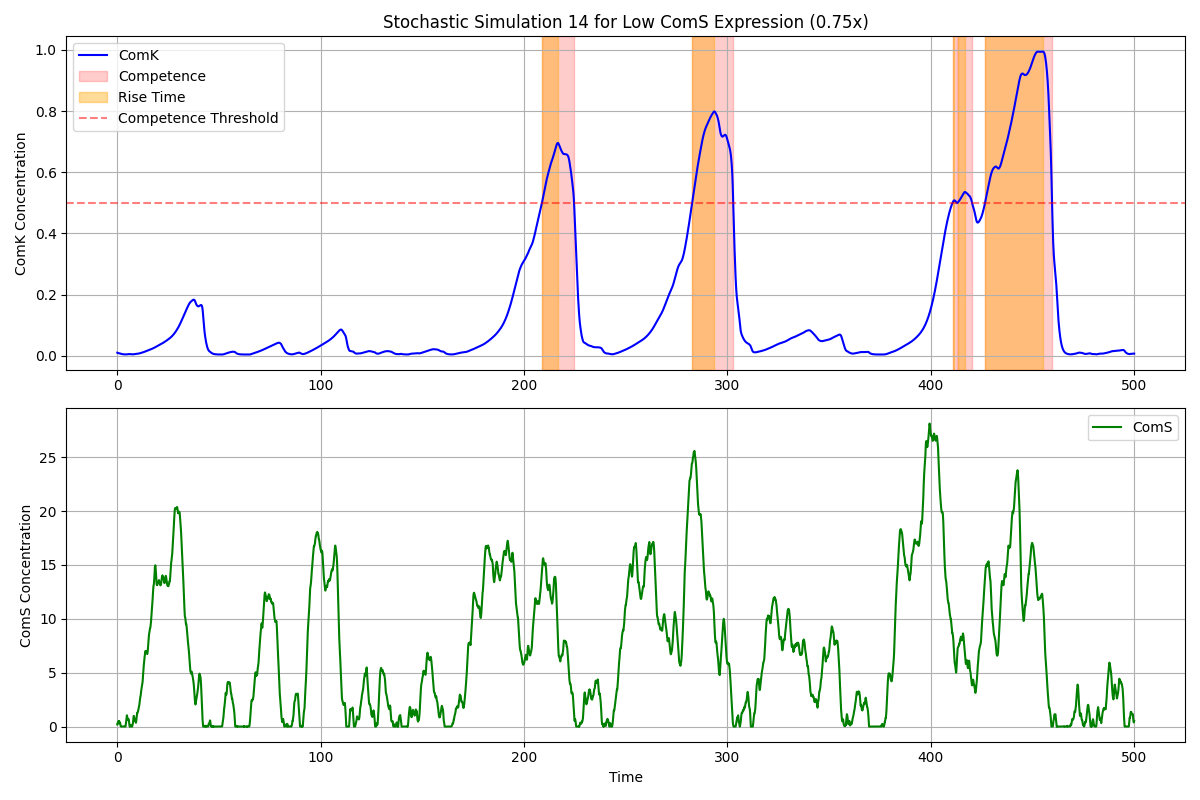 Stochastic Simulation 14 for Low ComS Expression (0.75x)
ComK Concentration
1.0
0.8
0.6
0.4
0.2
0.0
ComK
Competence
Rise Time
Competence Threshold
0
100
200
300
400
500
ComS Concentration
25
20
15
10
5
0
ComS
0
100
200
300
400
500
Time